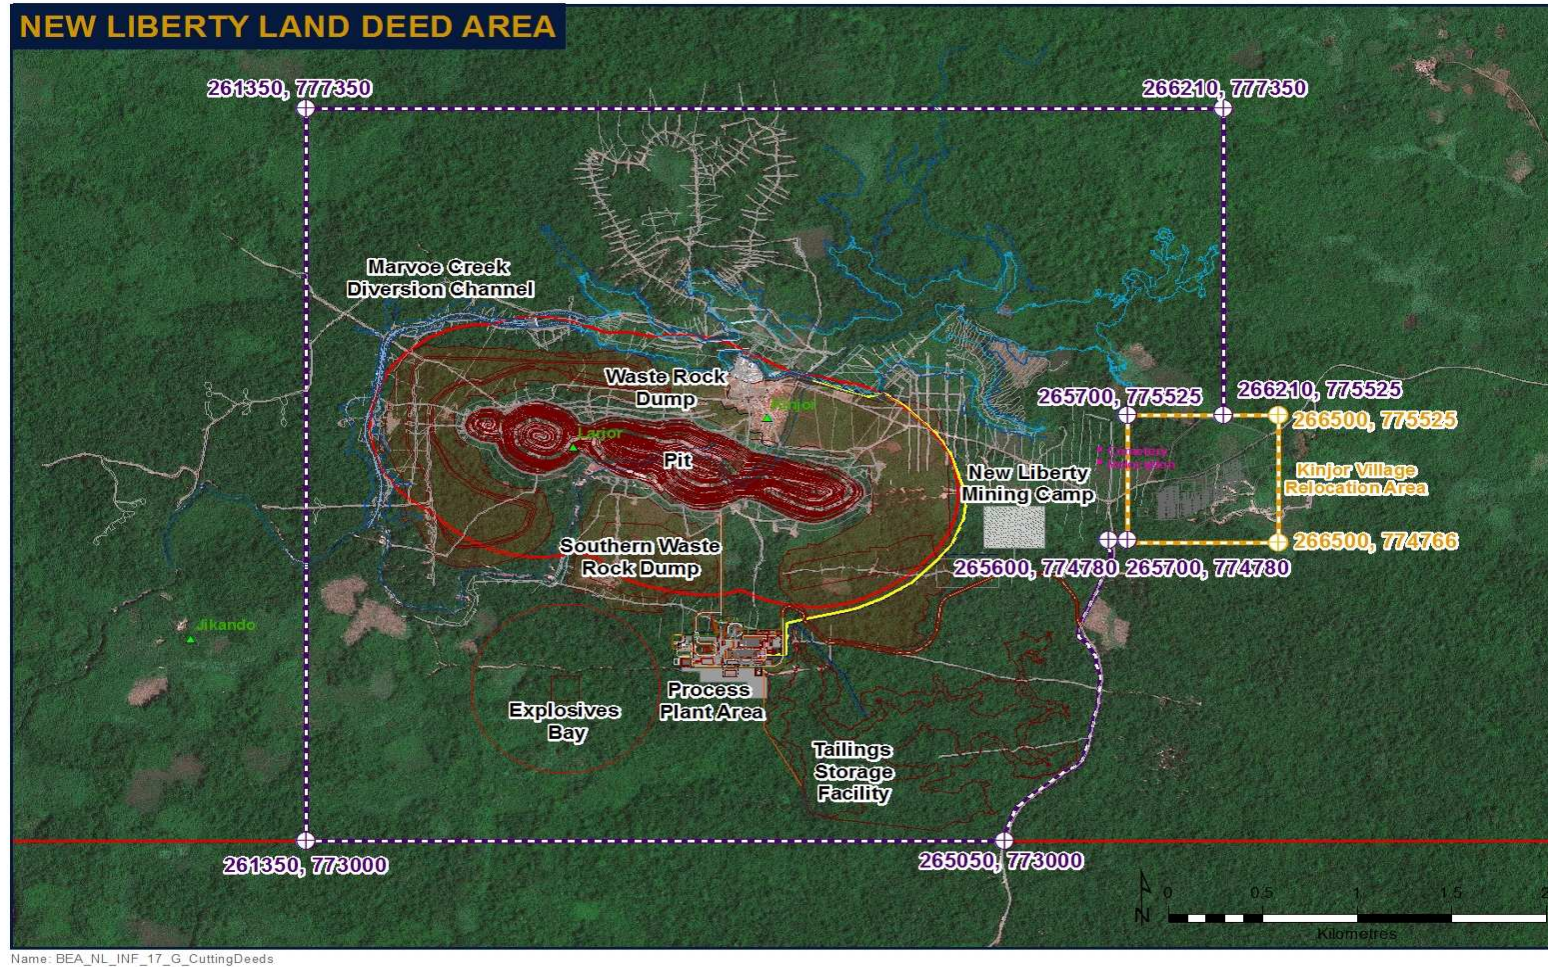 NEW LIBERTY LAND DEED AREA
261350, 777350
266210, 777350
Marvoe Creek
Diversion Channel
Waste Rock
Dump
Kinjor
Larjor
Pit
265700, 775525
266210, 775525
266500, 775525
New Liberty
Mining Camp
Kinjor Village
Relocation Area
Southern Waste
Rock Dump
266500, 774766
265600, 774780
265700, 774780
Jikando
Explosives
Bay
Process
Plant Area
Tailings
Storage
Facility
261350, 773000
265050, 773000
N
0
0.5
1
1.5
2
Kilometres
Name: BEA_NL_INF_17_G_CuttingDeeds